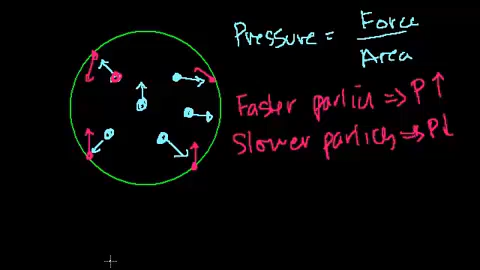 Pressure = Force / Area
Faster particles ⇒ P↑
Slower particles ⇒ P↓